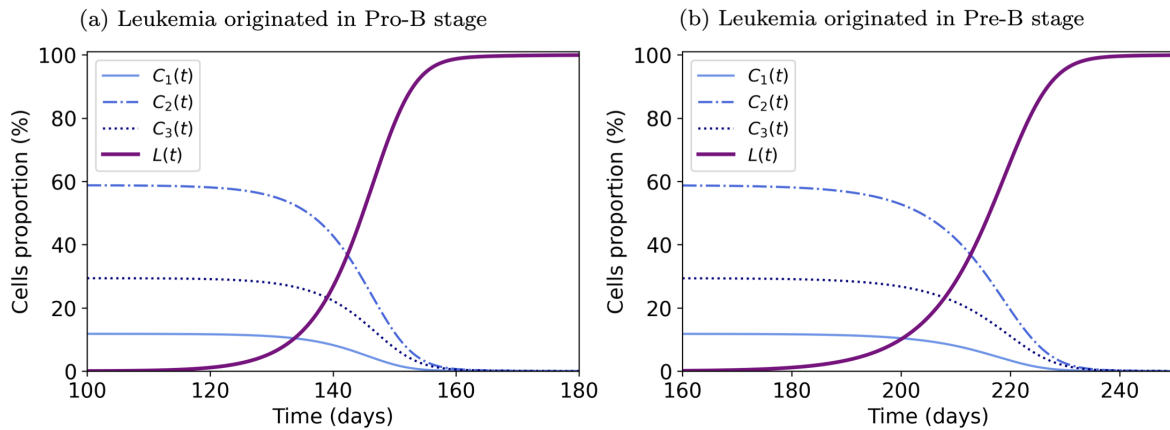 (a) Leukemia originated in Pro-B stage
100
80
60
40
20
0
Cells proportion (%)
C₁(t)
C₂(t)
C₃(t)
L(t)
100 120 140 160 180
Time (days)
(b) Leukemia originated in Pre-B stage
100
80
60
40
20
0
Cells proportion (%)
C₁(t)
C₂(t)
C₃(t)
L(t)
160 180 200 220 240
Time (days)